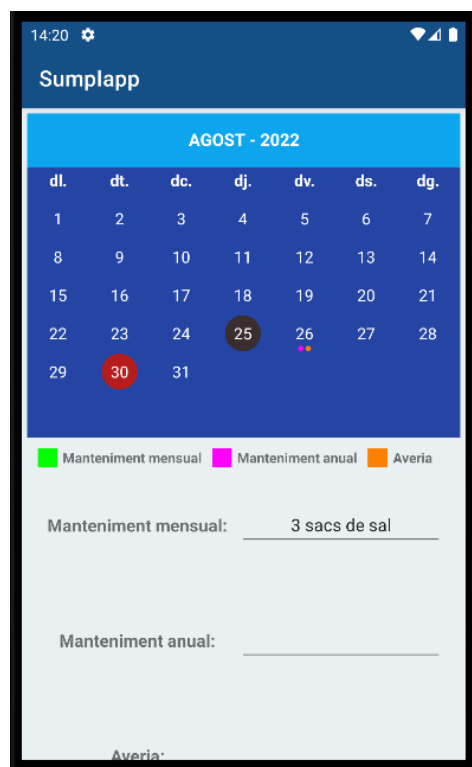 14:20
Sumplapp
AGOST - 2022
dl. dt. dc. dj. dv. ds. dg.
1 2 3 4 5 6 7
8 9 10 11 12 13 14
15 16 17 18 19 20 21
22 23 24 25 26 27 28
29 30 31
Manteniment mensual Manteniment anual Averia
Manteniment mensual: 3 sacs de sal
Manteniment anual:
Averia: